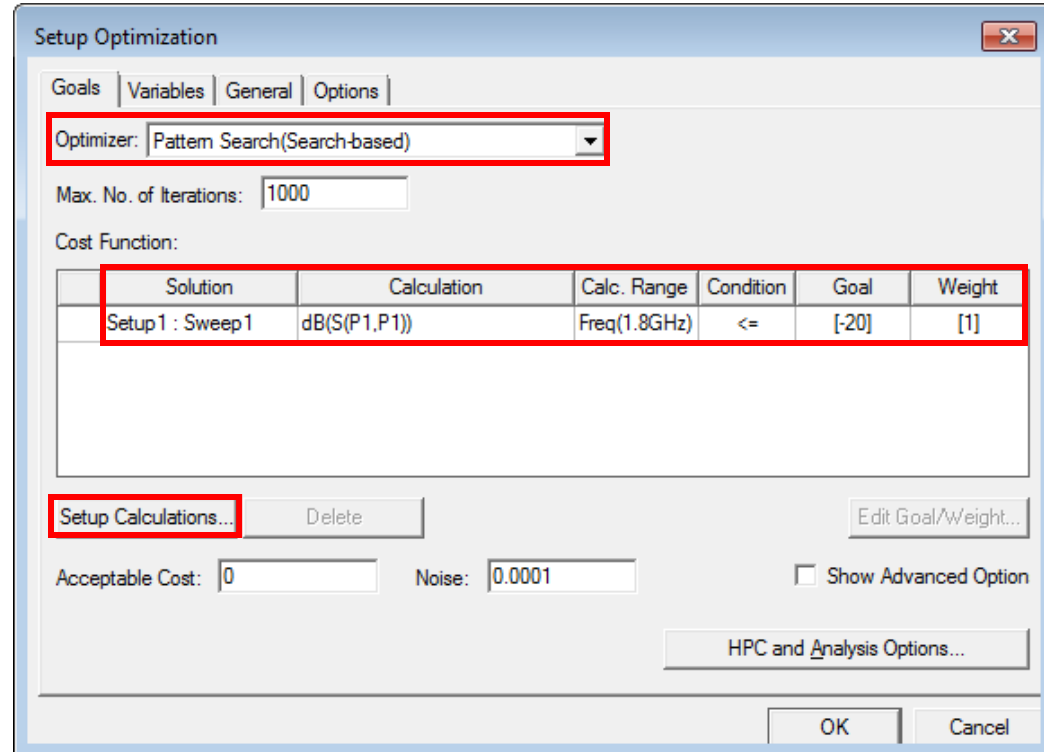 Setup Optimization
Goals Variables General Options
Optimizer: Pattern Search(Search-based)
Max. No. of Iterations: 1000
Cost Function:
Solution Calculation Calc. Range Condition Goal Weight
Setup1 : Sweep1 dB(S(P1,P1)) Freq(1.8GHz) <= [-20] [1]
Setup Calculations... Delete Edit Goal/Weight...
Acceptable Cost: 0 Noise: 0.0001 Show Advanced Option
HPC and Analysis Options...
OK Cancel